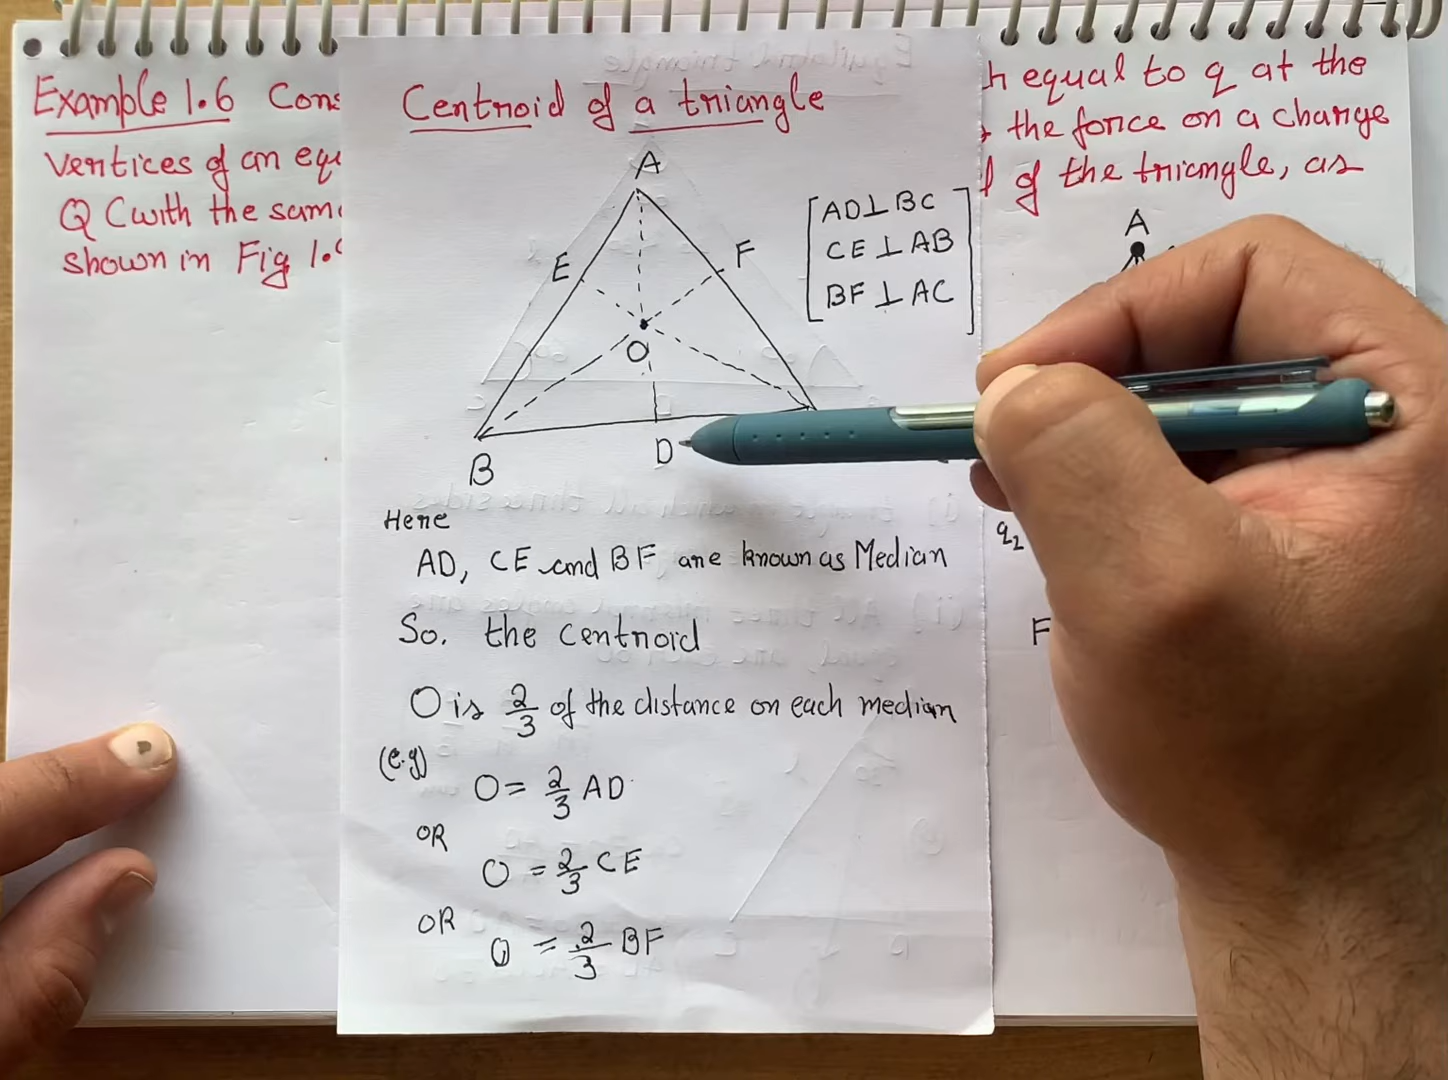 Example 1.6 Cons
vertices of an equ
Q (with the same
shown in Fig 1.9
h equal to q at the
the force on a charge
d of the triangle, as
A
q2
F
Centroid of a triangle
A
E
F
O
B
D
AD⊥BC
CE⊥AB
BF⊥AC
Here
AD, CE and BF are known as Median
So. the centroid
O is 2/3 of the distance on each median
(e.g) O = 2/3 AD
OR
O = 2/3 CE
OR
O = 2/3 BF